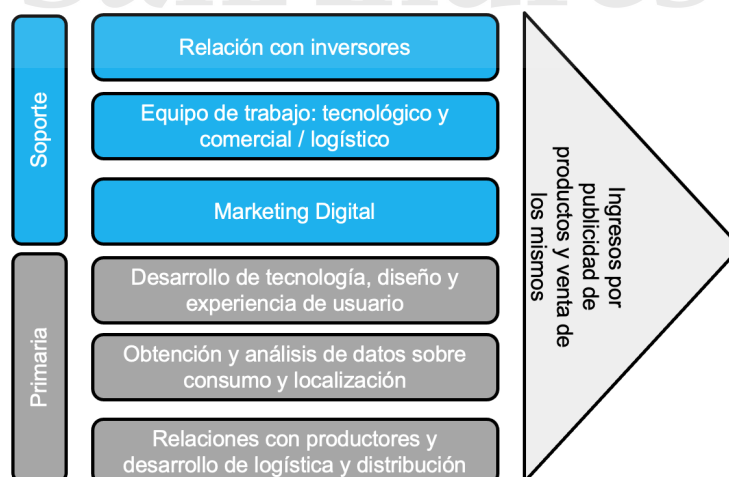 Soporte
Relación con inversores
Equipo de trabajo: tecnológico y
comercial / logístico
Marketing Digital
Primaria
Desarrollo de tecnología, diseño y
experiencia de usuario
Obtención y análisis de datos sobre
consumo y localización
Relaciones con productores y
desarrollo de logística y distribución
Ingresos por
publicidad de
productos y venta de
los mismos